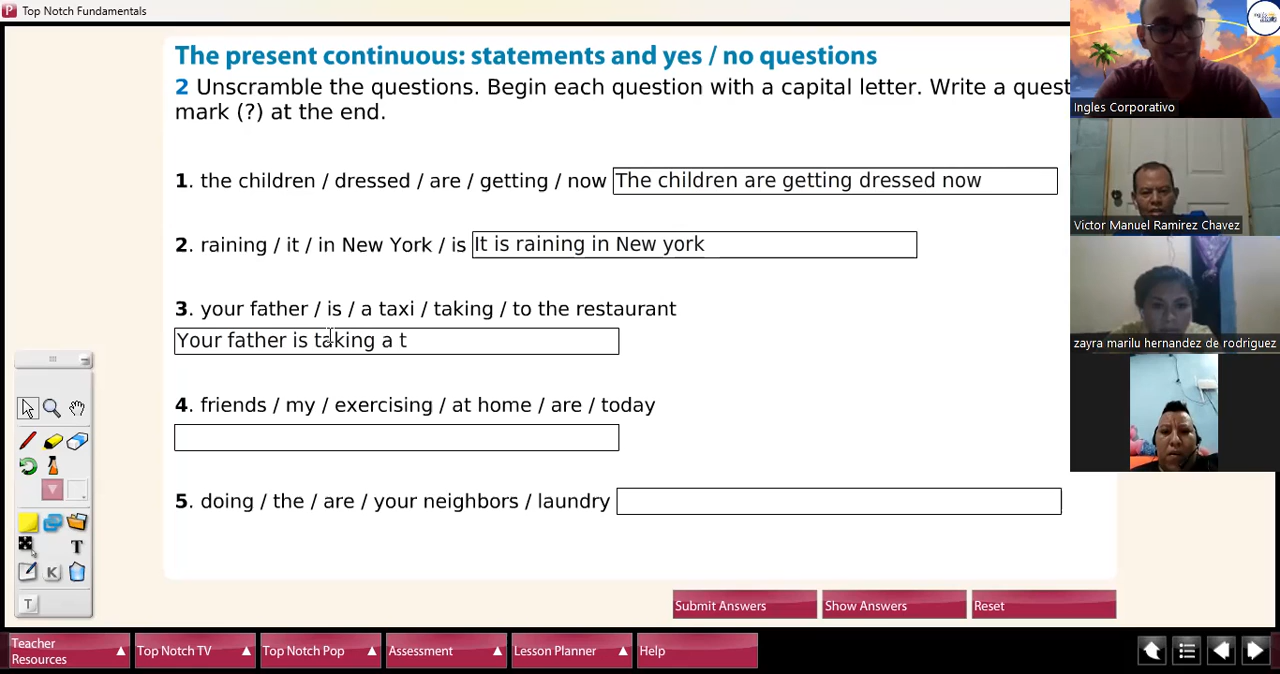 Top Notch Fundamentals
The present continuous: statements and yes / no questions
2 Unscramble the questions. Begin each question with a capital letter. Write a quest
mark (?) at the end.
Ingles Corporativo
1. the children / dressed / are / getting / now The children are getting dressed now
Victor Manuel Ramirez Chavez
2. raining / it / in New York / is It is raining in New york
3. your father / is / a taxi / taking / to the restaurant
Your father is taking a t
zayra marilu hernandez de rodriguez
4. friends / my / exercising / at home / are / today
5. doing / the / are / your neighbors / laundry
T
K
T
Submit Answers Show Answers Reset
Teacher Resources Top Notch TV Top Notch Pop Assessment Lesson Planner Help